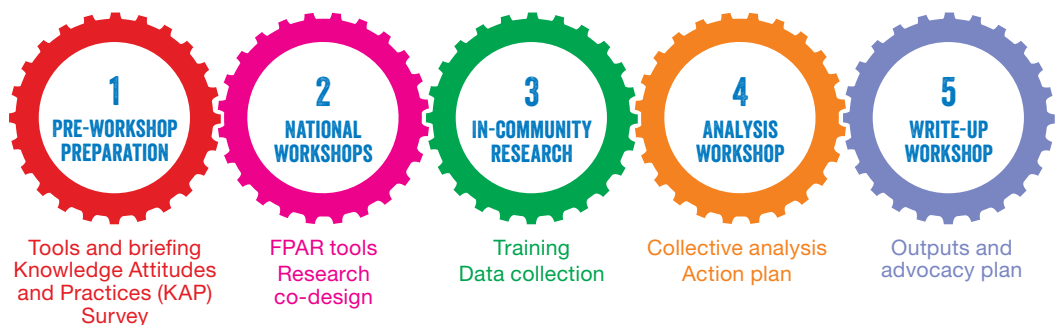 1
PRE-WORKSHOP
PREPARATION
Tools and briefing
Knowledge Attitudes
and Practices (KAP)
Survey
2
NATIONAL
WORKSHOPS
FPAR tools
Research
co-design
3
IN-COMMUNITY
RESEARCH
Training
Data collection
4
ANALYSIS
WORKSHOP
Collective analysis
Action plan
5
WRITE-UP
WORKSHOP
Outputs and
advocacy plan